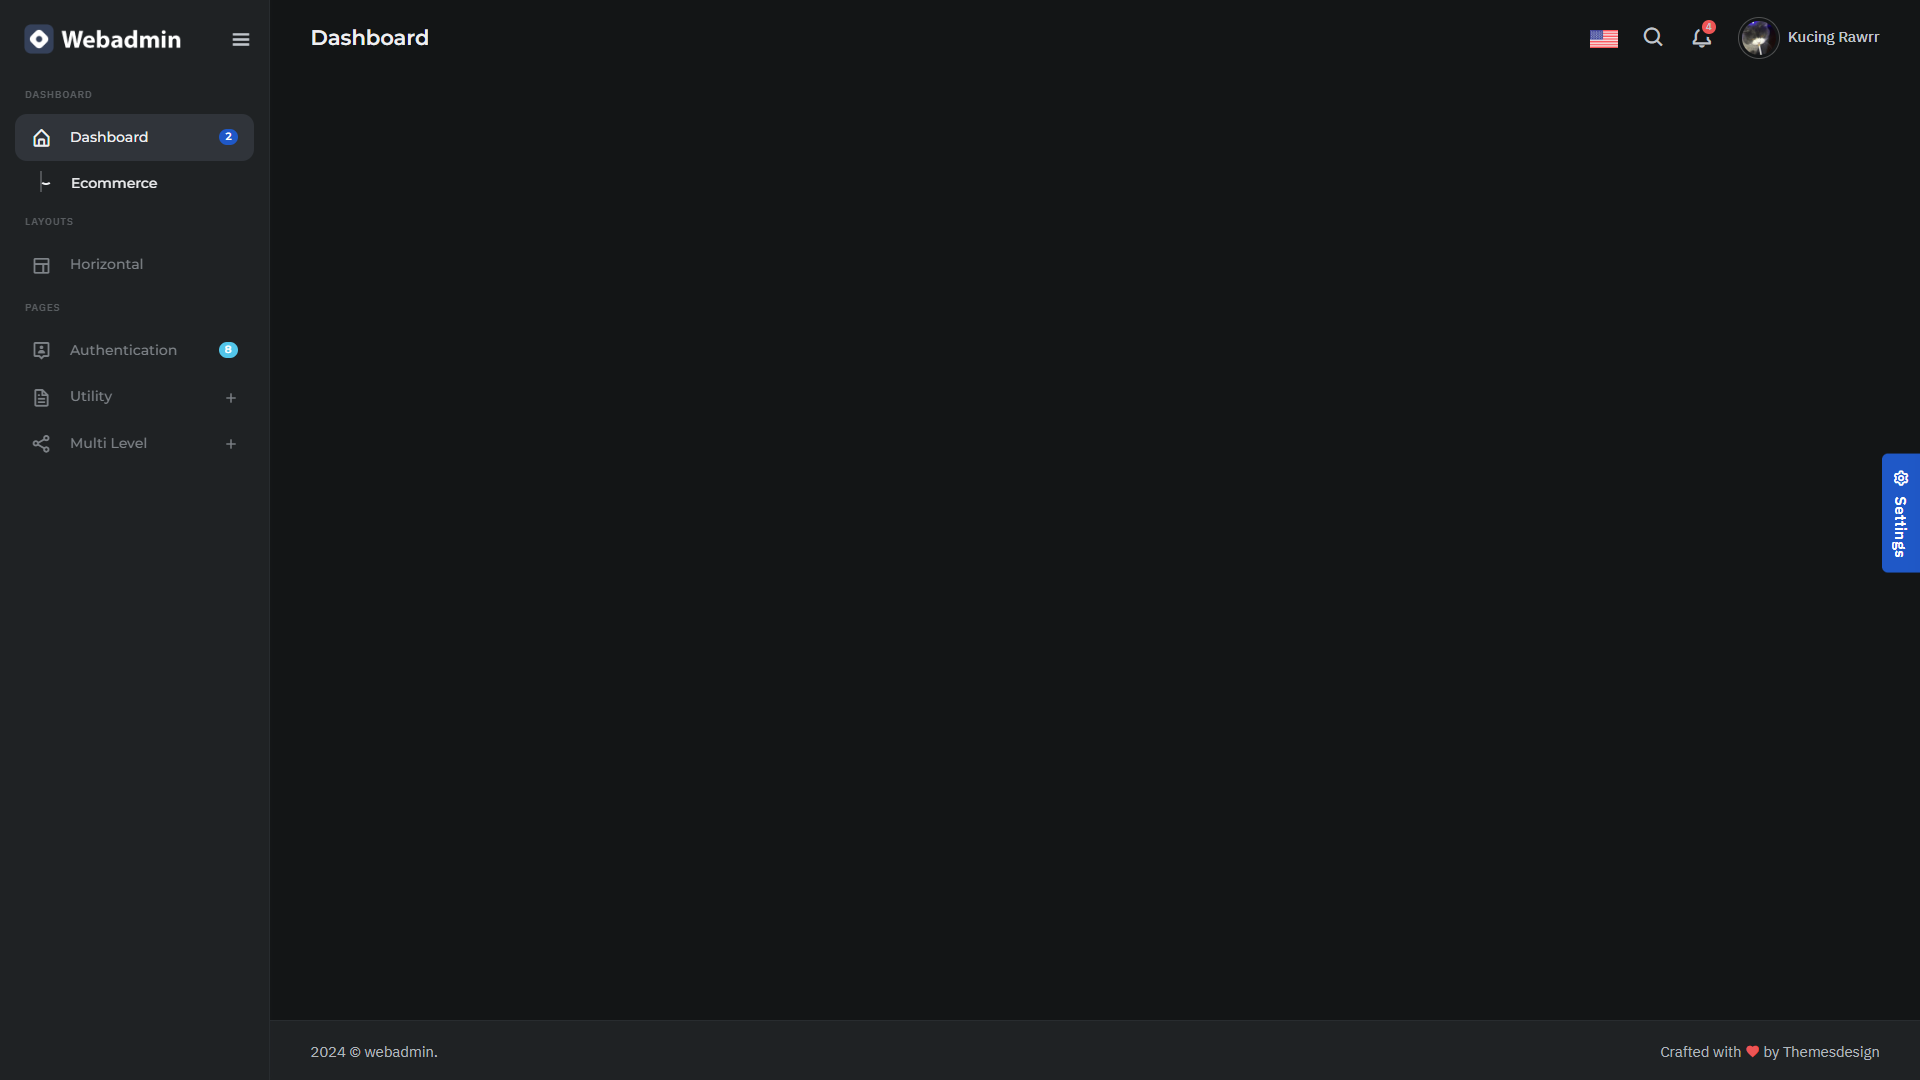 Webadmin
Dashboard
Kucing Rawrr
4
DASHBOARD
Dashboard 2
Ecommerce
LAYOUTS
Horizontal
PAGES
Authentication 8
Utility +
Multi Level +
Settings
2024 © webadmin.
Crafted with ❤ by Themesdesign